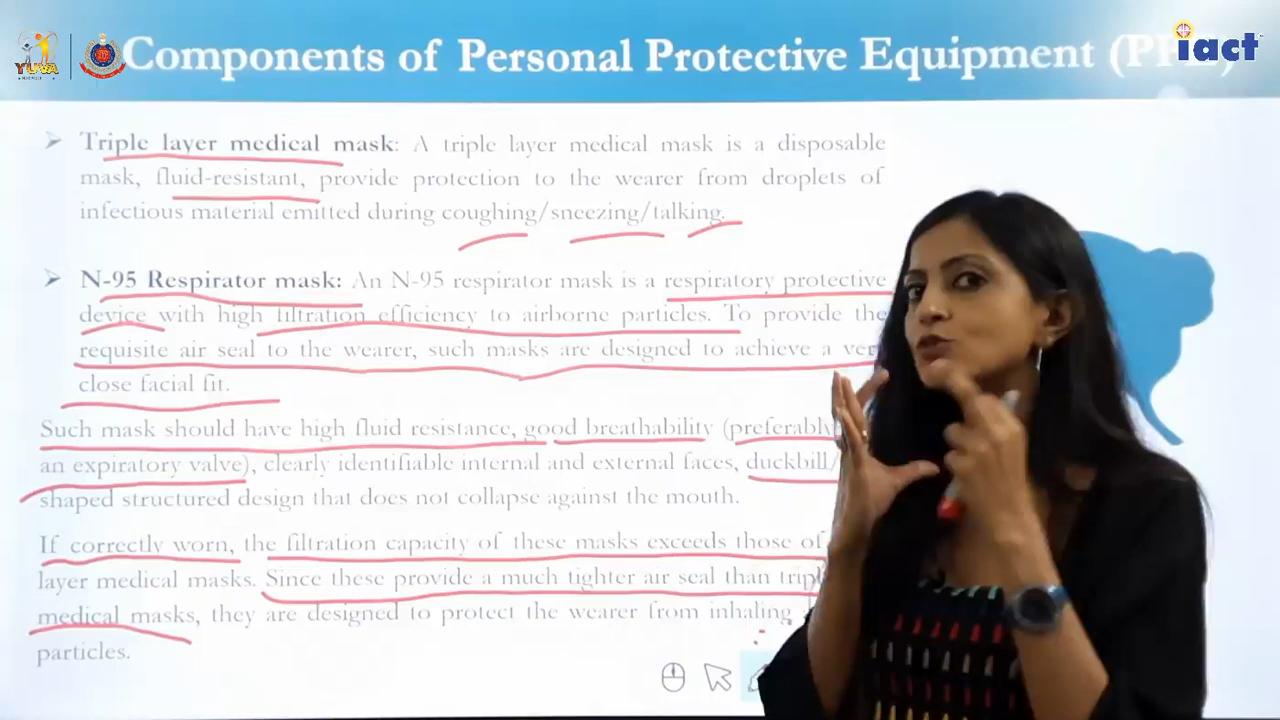 YUVA
iact
Components of Personal Protective Equipment (PPE)
Triple layer medical mask: A triple layer medical mask is a disposable
mask, fluid-resistant, provide protection to the wearer from droplets of
infectious material emitted during coughing/sneezing/talking.
N-95 Respirator mask: An N-95 respirator mask is a respiratory protective
device with high filtration efficiency to airborne particles. To provide the
requisite air seal to the wearer, such masks are designed to achieve a very
close facial fit.
Such mask should have high fluid resistance, good breathability (preferably
an expiratory valve), clearly identifiable internal and external faces, duckbill/
shaped structured design that does not collapse against the mouth.
If correctly worn, the filtration capacity of these masks exceeds those of
layer medical masks. Since these provide a much tighter air seal than triple
medical masks, they are designed to protect the wearer from inhaling
particles.